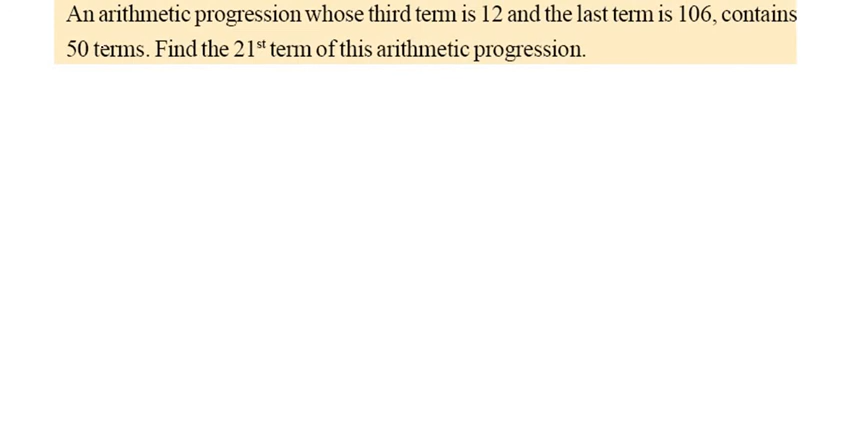 An arithmetic progression whose third term is 12 and the last term is 106, contains
50 terms. Find the 21st term of this arithmetic progression.